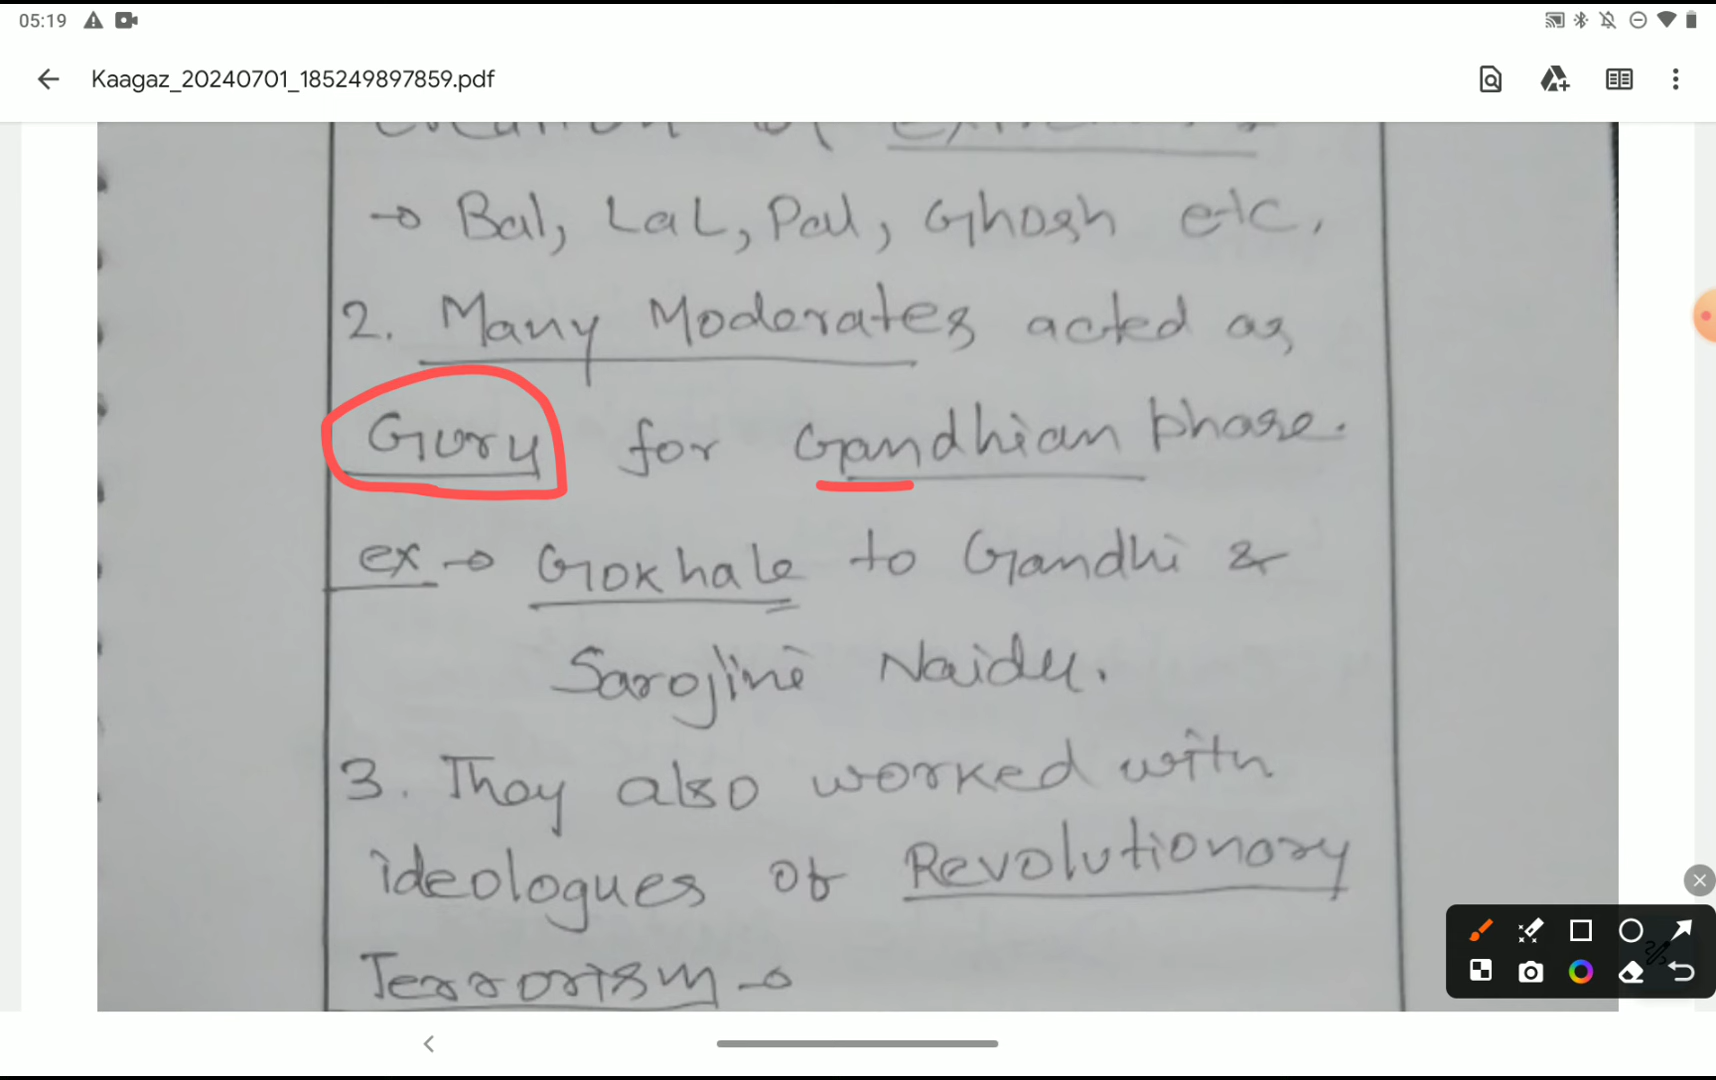 05:19
Kaagaz_20240701_185249897859.pdf
→ Bal, Lal, Pal, Ghosh etc.
2. Many Moderates acted as
Guru for Gandhian phase.
ex → Gokhale to Gandhi &
Sarojini Naidu.
3. They also worked with
ideologues of Revolutionary
Terrorism →